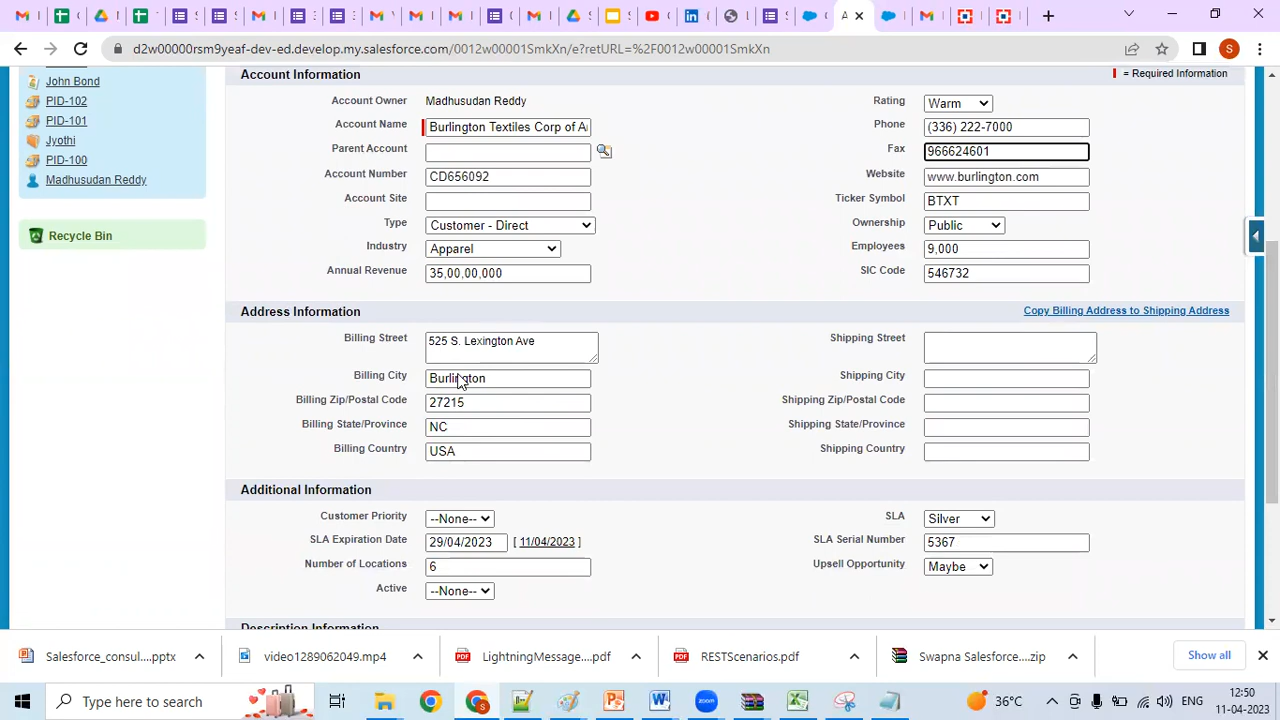 A
d2w00000rsm9yeaf-dev-ed.develop.my.salesforce.com/0012w00001SmkXn/e?retURL=%2F0012w00001SmkXn
S
John Bond
PID-102
PID-101
Jyothi
PID-100
Madhusudan Reddy
Recycle Bin
Account Information
= Required Information
Account Owner Madhusudan Reddy Rating Warm
Account Name Burlington Textiles Corp of A Phone (336) 222-7000
Parent Account Fax 966624601
Account Number CD656092 Website www.burlington.com
Account Site Ticker Symbol BTXT
Type Customer - Direct Ownership Public
Industry Apparel Employees 9,000
Annual Revenue 35,00,00,000 SIC Code 546732
Address Information Copy Billing Address to Shipping Address
Billing Street 525 S. Lexington Ave Shipping Street
Billing City Burlington Shipping City
Billing Zip/Postal Code 27215 Shipping Zip/Postal Code
Billing State/Province NC Shipping State/Province
Billing Country USA Shipping Country
Additional Information
Customer Priority --None-- SLA Silver
SLA Expiration Date 29/04/2023 [ 11/04/2023 ] SLA Serial Number 5367
Number of Locations 6 Upsell Opportunity Maybe
Active --None--
Description Information
Salesforce_consul....pptx video1289062049.mp4 LightningMessage....pdf RESTScenarios.pdf Swapna Salesforce....zip Show all
Type here to search 36°C ENG 12:50
11-04-2023